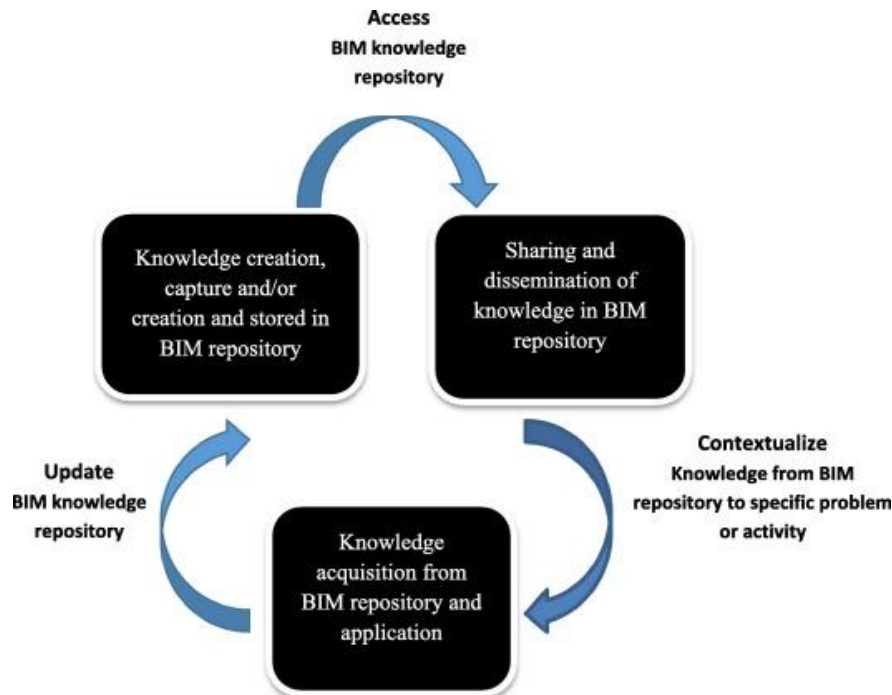 Access
BIM knowledge
repository
Knowledge creation,
capture and/or
creation and stored in
BIM repository
Sharing and
dissemination of
knowledge in BIM
repository
Update
BIM knowledge
repository
Contextualize
Knowledge from BIM
repository to specific problem
or activity
Knowledge
acquisition from
BIM repository and
application